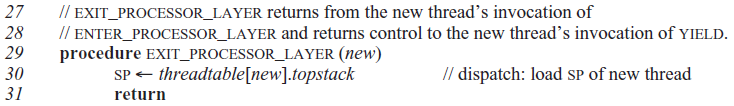 27 // EXIT_PROCESSOR_LAYER returns from the new thread’s invocation of
28 // ENTER_PROCESSOR_LAYER and returns control to the new thread’s invocation of YIELD.
29 procedure EXIT_PROCESSOR_LAYER (new)
30 SP ← threadtable[new].topstack // dispatch: load SP of new thread
31 return